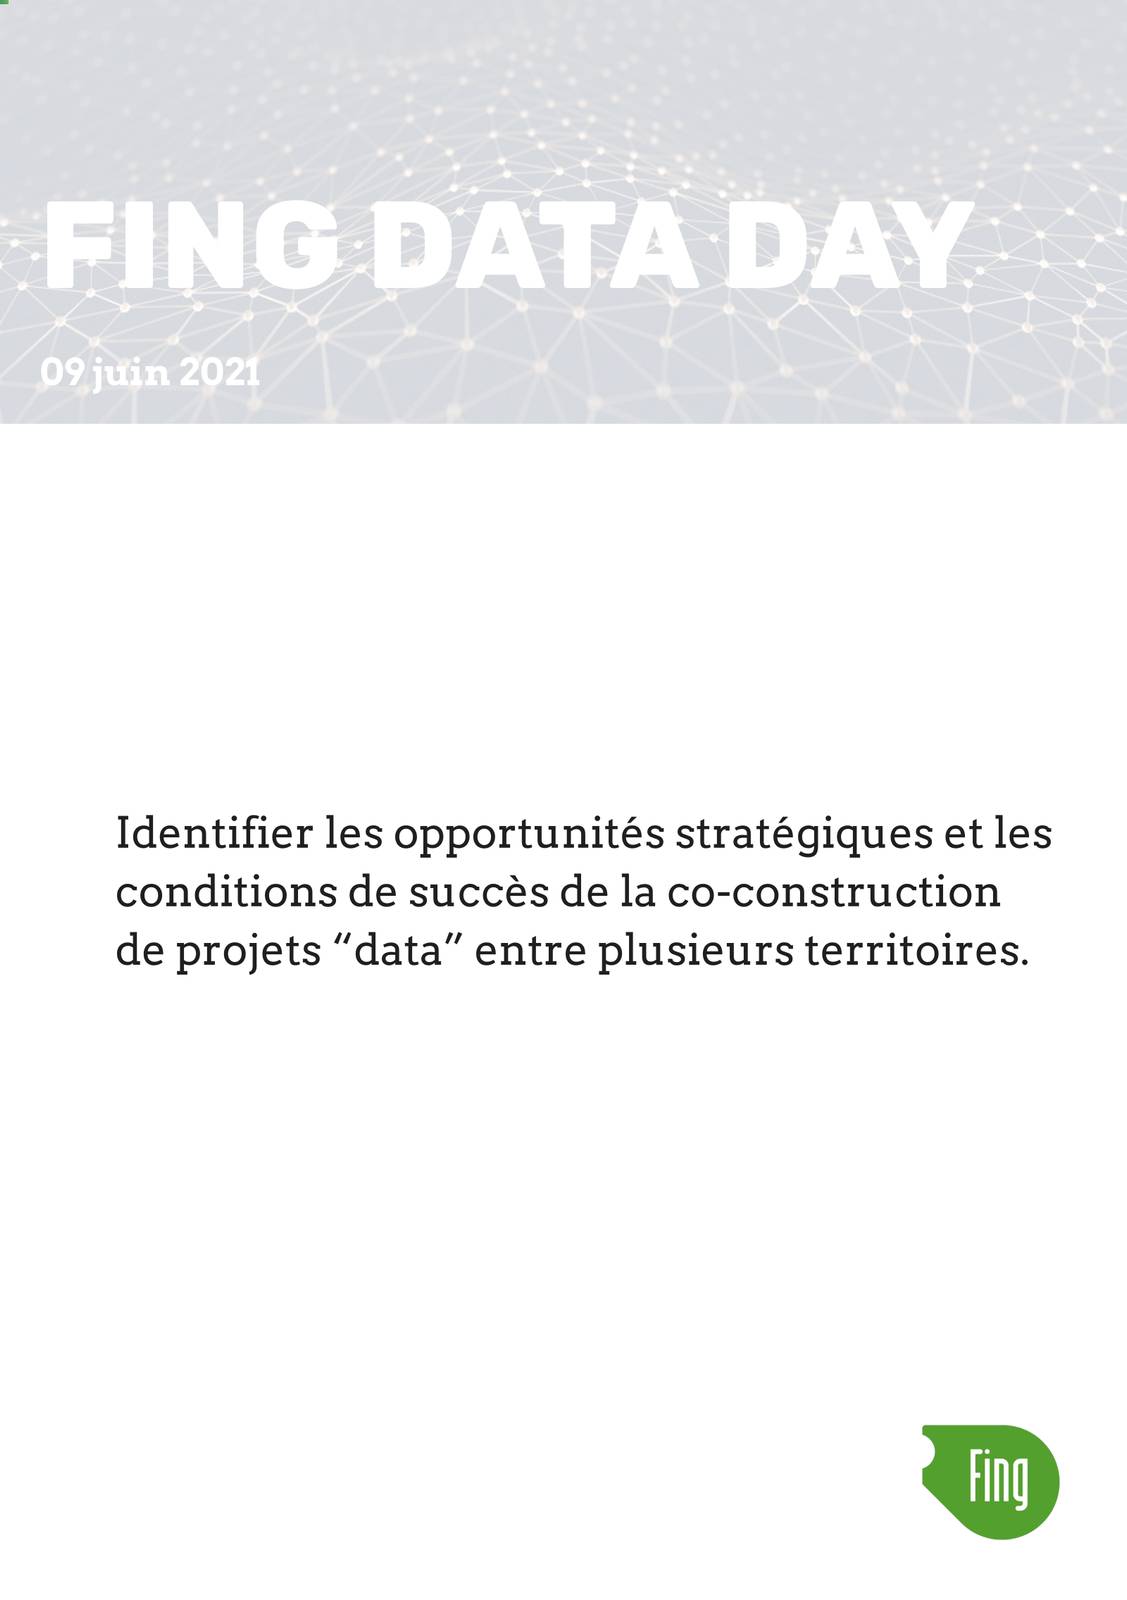 FING DATA DAY
09 juin 2021
Identifier les opportunités stratégiques et les
conditions de succès de la co-construction
de projets “data” entre plusieurs territoires.
Fing